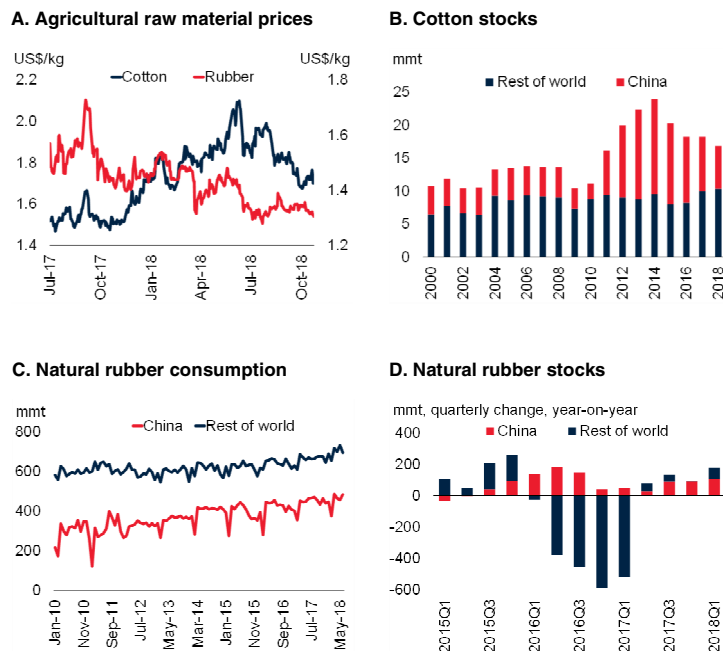 A. Agricultural raw material prices
US$/kg US$/kg
Cotton Rubber
2.2 1.8
2.0 1.6
1.8
1.4
1.6
1.4 1.2
Jul-17 Oct-17 Jan-18 Apr-18 Jul-18 Oct-18
B. Cotton stocks
mmt
Rest of world China
25
20
15
10
5
0
2000 2002 2004 2006 2008 2010 2012 2014 2016 2018
C. Natural rubber consumption
mmt
China Rest of world
800
600
400
200
0
Jan-10 Nov-10 Sep-11 Jul-12 May-13 Mar-14 Jan-15 Nov-15 Sep-16 Jul-17 May-18
D. Natural rubber stocks
mmt, quarterly change, year-on-year
China Rest of world
400
200
0
-200
-400
-600
2015Q1 2015Q3 2016Q1 2016Q3 2017Q1 2017Q3 2018Q1